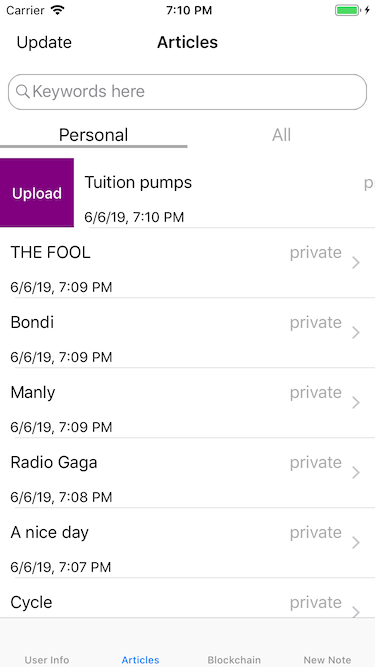 Carrier 7:10 PM
Update Articles
Keywords here
Personal All
Upload Tuition pumps p
6/6/19, 7:10 PM
THE FOOL private
6/6/19, 7:09 PM
Bondi private
6/6/19, 7:09 PM
Manly private
6/6/19, 7:09 PM
Radio Gaga private
6/6/19, 7:08 PM
A nice day private
6/6/19, 7:07 PM
Cycle private
User Info Articles Blockchain New Note